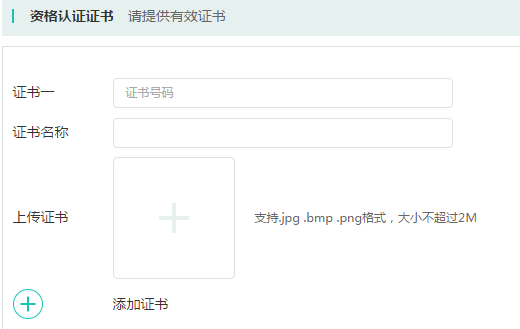 资格认证证书 请提供有效证书
证书一 证书号码
证书名称
上传证书 支持.jpg .bmp .png格式，大小不超过2M
添加证书